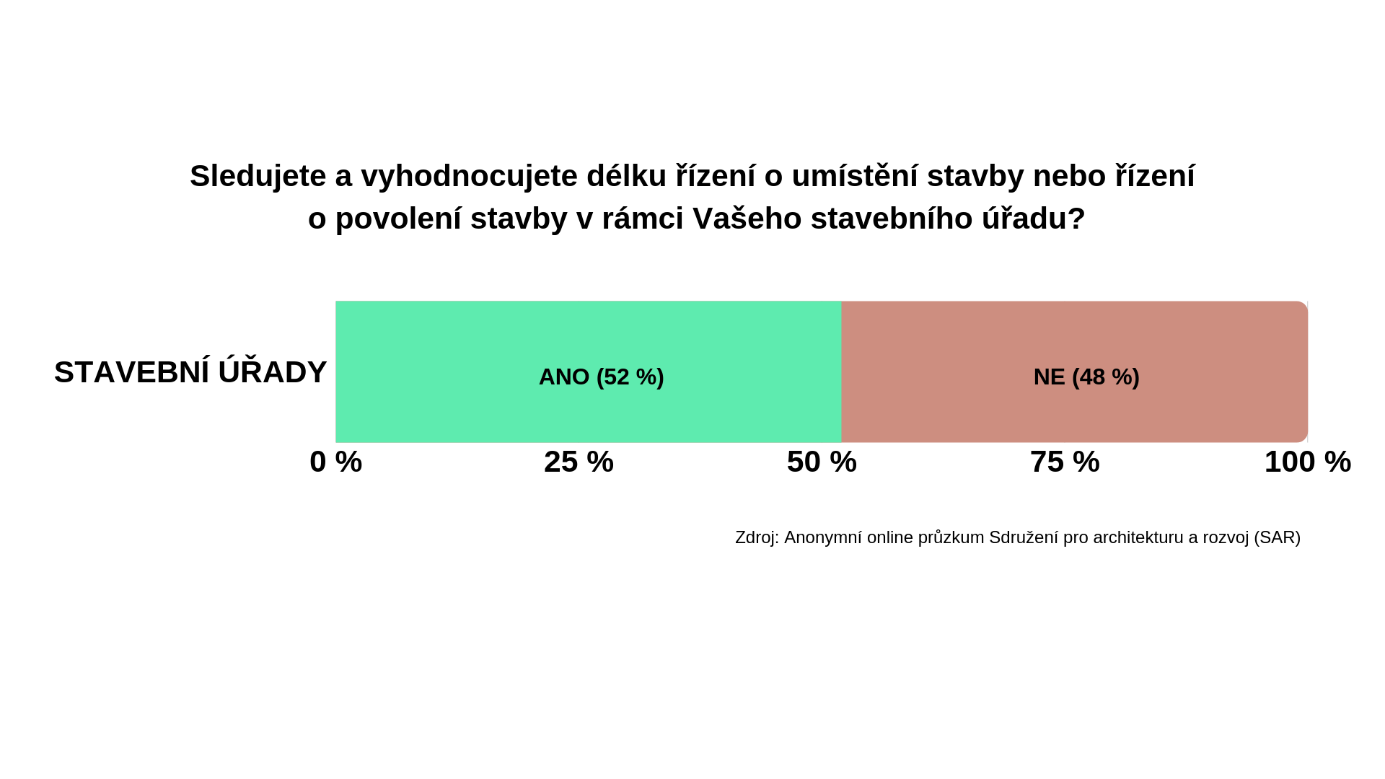 Sledujete a vyhodnocujete délku řízení o umístění stavby nebo řízení
o povolení stavby v rámci Vašeho stavebního úřadu?
STAVEBNÍ ÚŘADY
ANO (52 %)
NE (48 %)
0 %
25 %
50 %
75 %
100 %
Zdroj: Anonymní online průzkum Sdružení pro architekturu a rozvoj (SAR)